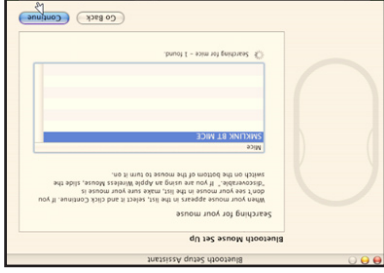 Bluetooth Setup Assistant
Bluetooth Mouse Set Up
Searching for your mouse
When your mouse appears in the list, select it and click Continue. If you
don't see your mouse in the list, make sure your mouse is
"discoverable". If you are using an Apple Wireless Mouse, slide the
switch on the bottom of the mouse to turn it on.
Mice
SMKLINK BT MICE
Searching for mice – 1 found.
Go Back
Continue